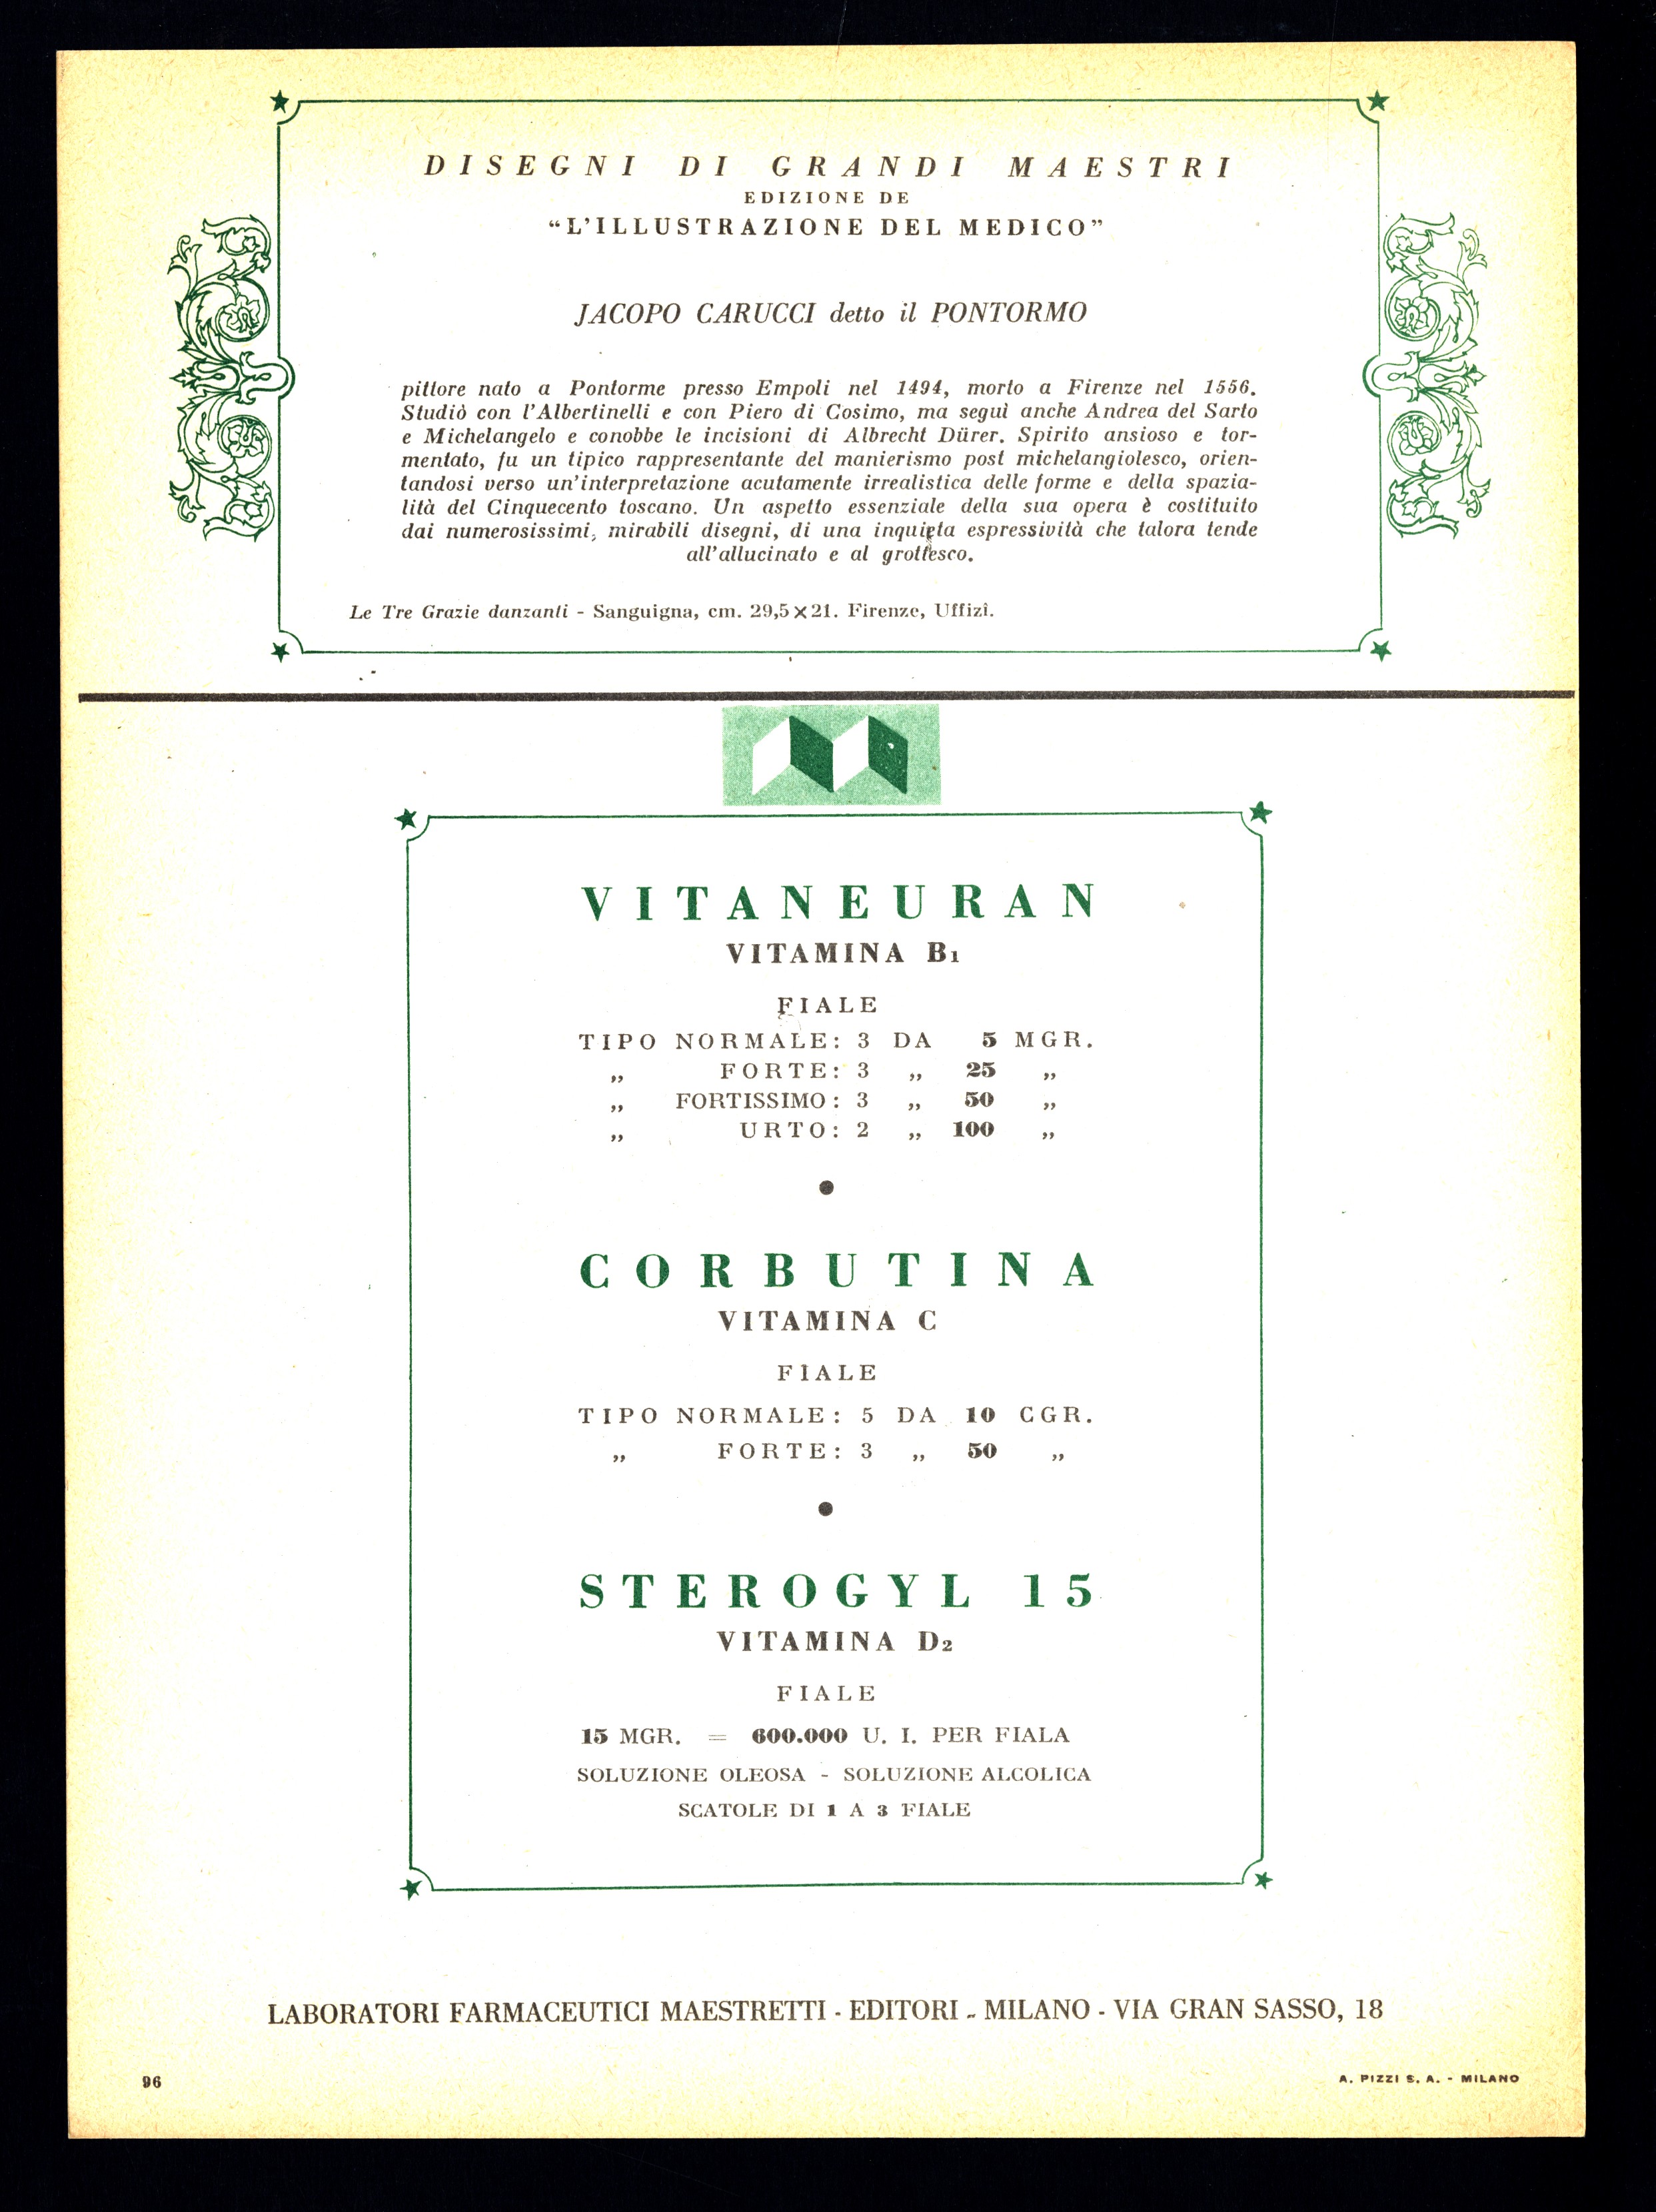 DISEGNI DI GRANDI MAESTRI
EDIZIONE DE
“L’ILLUSTRAZIONE DEL MEDICO”
JACOPO CARUCCI detto il PONTORMO
pittore nato a Pontorme presso Empoli nel 1494, morto a Firenze nel 1556.
Studiò con l’Albertinelli e con Piero di Cosimo, ma seguì anche Andrea del Sarto
e Michelangelo e conobbe le incisioni di Albrecht Dürer. Spirito ansioso e tor-
mentato, fu un tipico rappresentante del manierismo post michelangiolesco, orien-
tandosi verso un’interpretazione acutamente irrealistica delle forme e della spazia-
lità del Cinquecento toscano. Un aspetto essenziale della sua opera è costituito
dai numerosissimi, mirabili disegni, di una inquieta espressività che talora tende
all’allucinato e al grottesco.
Le Tre Grazie danzanti - Sanguigna, cm. 29,5×21. Firenze, Uffizî.
VITANEURAN
VITAMINA B1
FIALE
TIPO NORMALE: 3 DA 5 MGR.
„ FORTE: 3 „ 25 „
„ FORTISSIMO: 3 „ 50 „
„ URTO: 2 „ 100 „
CORBUTINA
VITAMINA C
FIALE
TIPO NORMALE: 5 DA 10 CGR.
„ FORTE: 3 „ 50 „
STEROGYL 15
VITAMINA D2
FIALE
15 MGR. = 600.000 U. I. PER FIALA
SOLUZIONE OLEOSA - SOLUZIONE ALCOLICA
SCATOLE DI 1 A 3 FIALE
LABORATORI FARMACEUTICI MAESTRETTI - EDITORI - MILANO - VIA GRAN SASSO, 18
96
A. PIZZI S. A. - MILANO